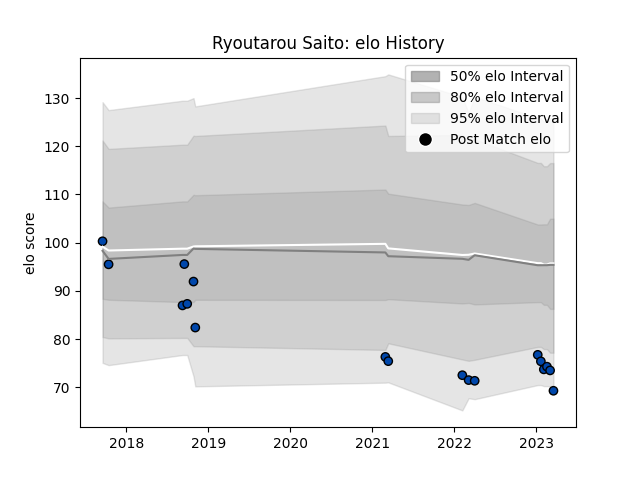 Ryoutarou Saito: elo History
50% elo Interval
80% elo Interval
95% elo Interval
Post Match elo
elo score
130
120
110
100
90
80
70
2018
2019
2020
2021
2022
2023